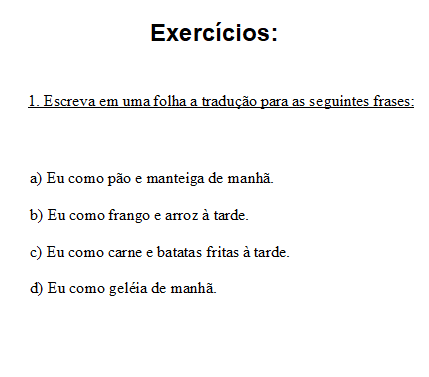 Exercícios:
1. Escreva em uma folha a tradução para as seguintes frases:
a) Eu como pão e manteiga de manhã.
b) Eu como frango e arroz à tarde.
c) Eu como carne e batatas fritas à tarde.
d) Eu como geléia de manhã.